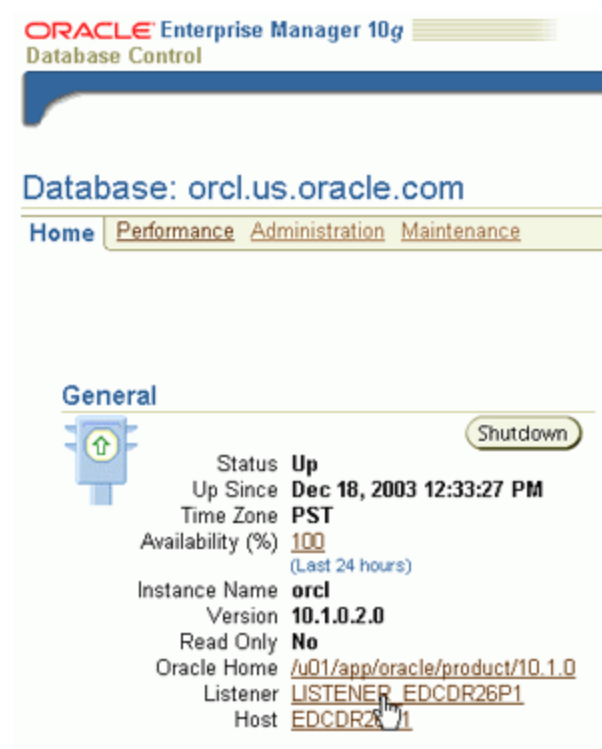 ORACLE Enterprise Manager 10g
Database Control
Database: orcl.us.oracle.com
Home Performance Administration Maintenance
General
Shutdown
Status Up
Up Since Dec 18, 2003 12:33:27 PM
Time Zone PST
Availability (%) 100
(Last 24 hours)
Instance Name orcl
Version 10.1.0.2.0
Read Only No
Oracle Home /u01/app/oracle/product/10.1.0
Listener LISTENER_EDCDR26P1
Host